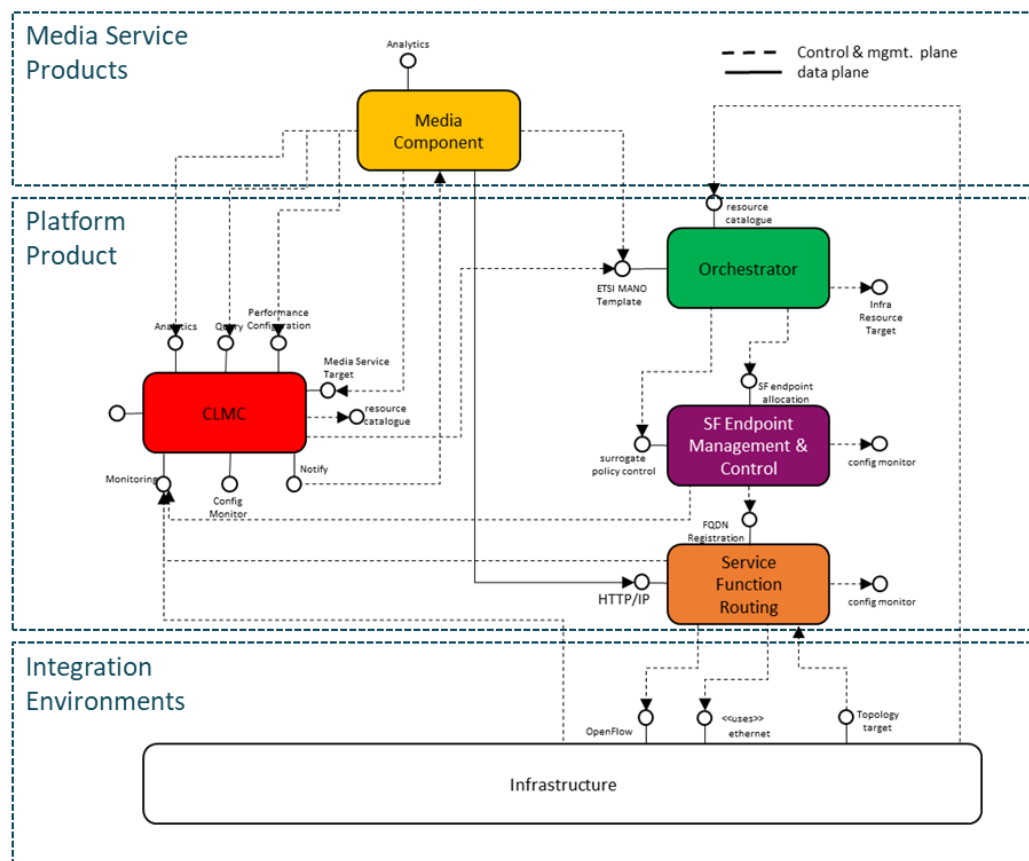 Media Service
Products
Analytics
Control & mgmt. plane
data plane
Media
Component
Platform
Product
resource
catalogue
Orchestrator
ETSI MANO
Template
Infra
Resource
Target
Analytics
Query
Performance
Configuration
Media Service
Target
SF endpoint
allocation
CLMC
resource
catalogue
SF Endpoint
Management &
Control
surrogate
policy control
config monitor
Monitoring
Config
Monitor
Notify
FQDN
Registration
Service
Function
Routing
HTTP/IP
config monitor
Integration
Environments
OpenFlow
<<uses>>
ethernet
Topology
target
Infrastructure